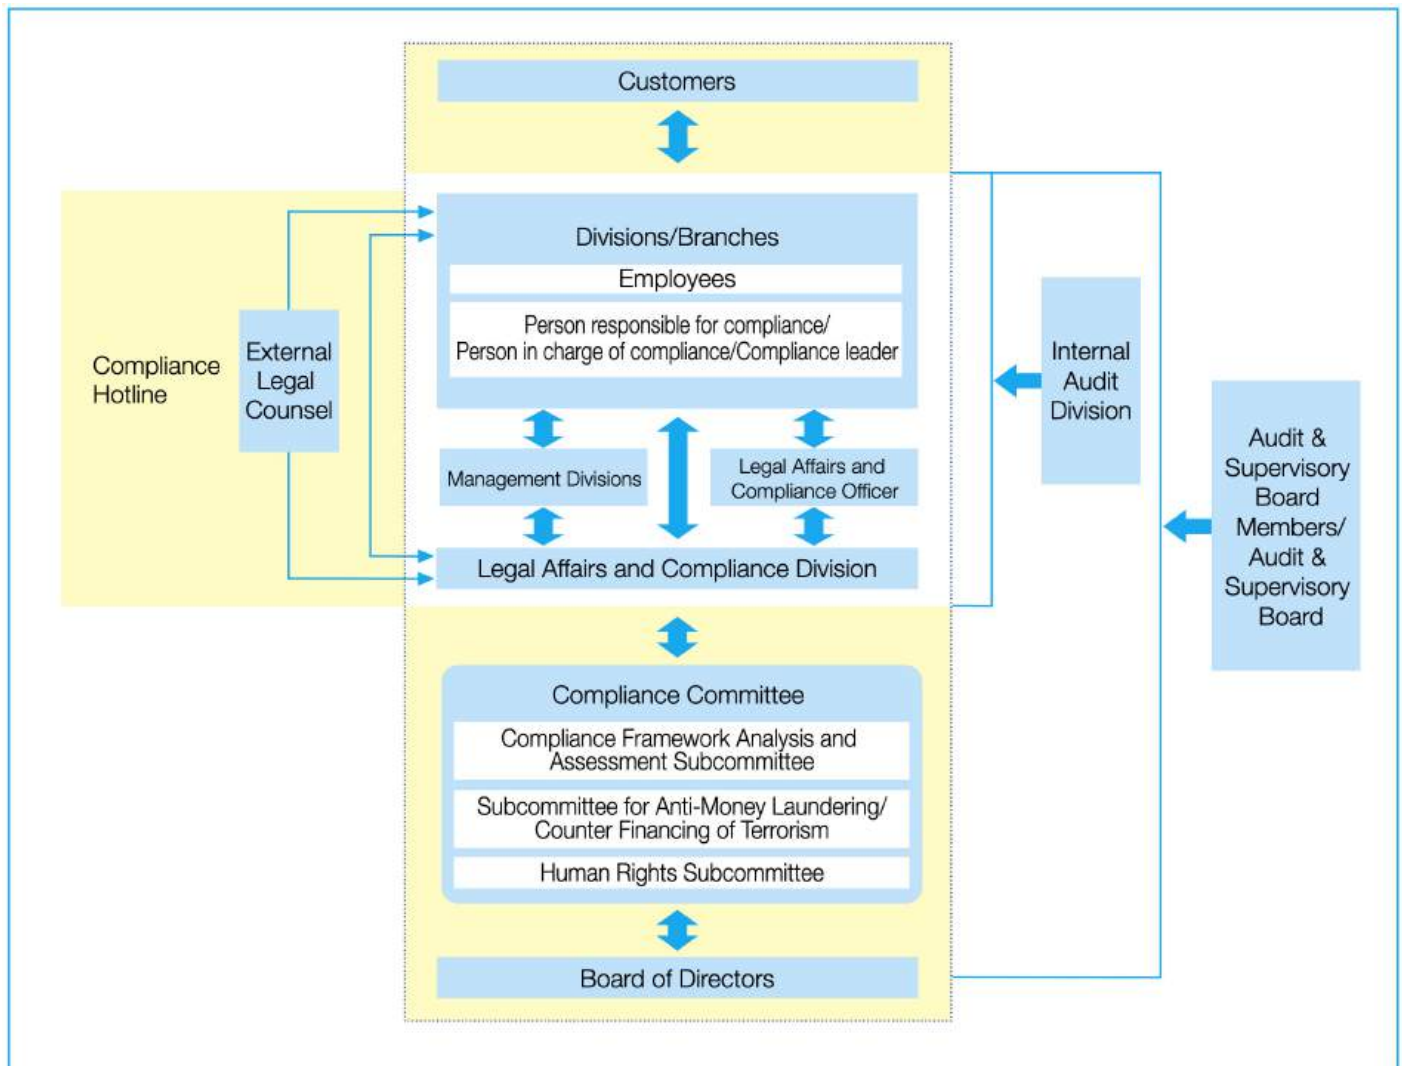 Customers
Divisions/Branches
Employees
Person responsible for compliance/
Person in charge of compliance/Compliance leader
Compliance
Hotline
External
Legal
Counsel
Management Divisions
Legal Affairs and
Compliance Officer
Legal Affairs and Compliance Division
Internal
Audit
Division
Audit &
Supervisory
Board
Members/
Audit &
Supervisory
Board
Compliance Committee
Compliance Framework Analysis and
Assessment Subcommittee
Subcommittee for Anti-Money Laundering/
Counter Financing of Terrorism
Human Rights Subcommittee
Board of Directors